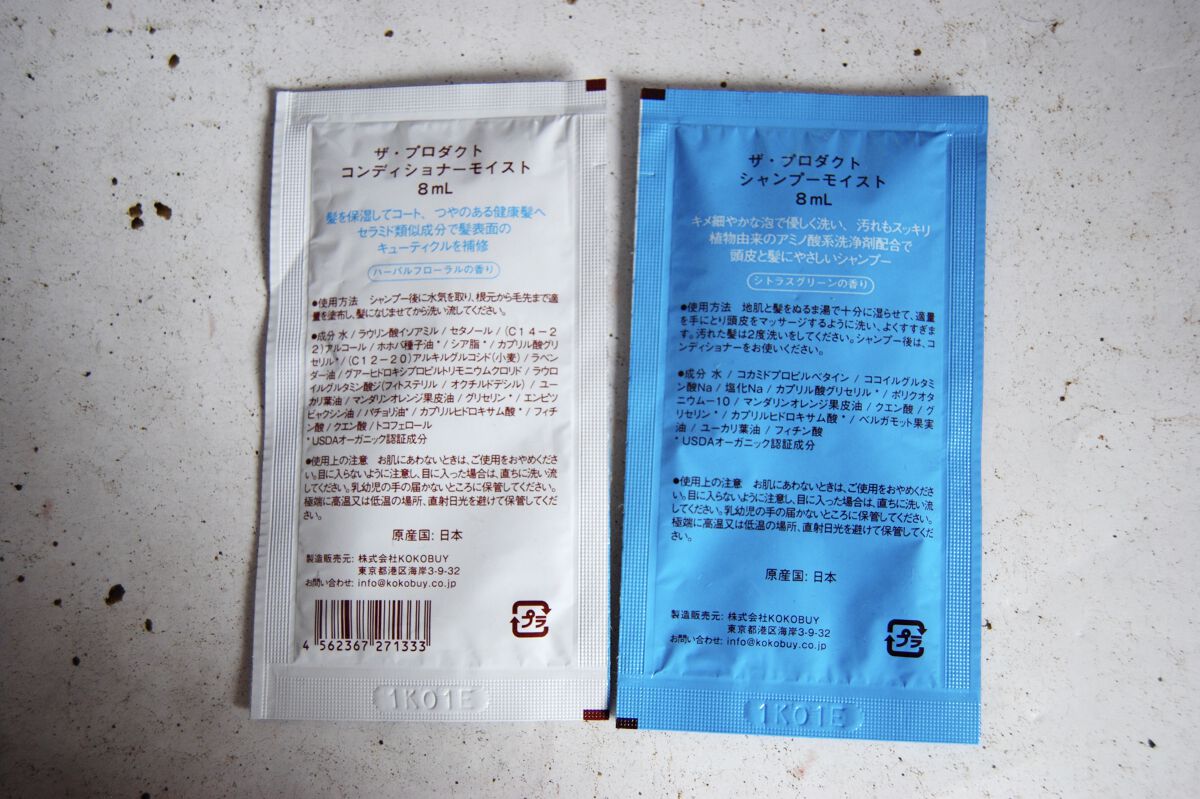 ザ・プロダクト
コンディショナーモイスト
8mL
髪を保湿してコート、つやのある健康髪へ
セラミド類似成分で髪表面の
キューティクルを補修
ハーバルフローラルの香り
●使用方法 シャンプー後に水気を取り、根元から毛先まで適
量を塗布し、髪になじませてから洗い流してください。
●成分 水 / ラウリン酸イソアミル / セタノール / (C14-2
2)アルコール / ホホバ種子油* / シア脂* / カプリル酸グリ
セリル* / (C12-20)アルキルグルコシド(小麦) / ラベン
ダー油 / グアーヒドロキシプロピルトリモニウムクロリド / ラウロ
イルグルタミン酸ジ(フィトステリル / オクチルドデシル) / ユー
カリ葉油 / マンダリンオレンジ果皮油 / グリセリン* / エンピツ
ビャクシン油 / パチョリ油* / カプリルヒドロキサム酸* / フィチ
ン酸 / クエン酸 / トコフェロール
*USDAオーガニック認証成分
●使用上の注意 お肌にあわないときは、ご使用をおやめくださ
い。目に入らないように注意し、目に入った場合は、直ちに洗い流
してください。乳幼児の手の届かないところに保管してください。
極端に高温又は低温の場所、直射日光を避けて保管してくだ
さい。
原産国: 日本
製造販売元: 株式会社KOKOBUY
東京都港区海岸3-9-32
お問い合わせ: info@kokobuy.co.jp
4 562367 271333
プラ
1K01E
ザ・プロダクト
シャンプーモイスト
8mL
キメ細やかな泡で優しく洗い、汚れもスッキリ
植物由来のアミノ酸系洗浄剤配合で
頭皮と髪にやさしいシャンプー
シトラスグリーンの香り
●使用方法 地肌と髪をぬるま湯で十分に湿らせて、適量
を手にとり頭皮をマッサージするように洗い、よくすすぎま
す。汚れた髪は2度洗いをしてください。シャンプー後は、コ
ンディショナーをお使いください。
●成分 水 / コカミドプロピルベタイン / ココイルグルタミ
ン酸Na / 塩化Na / カプリル酸グリセリル* / ポリクオタ
ニウム-10 / マンダリンオレンジ果皮油 / クエン酸 / グ
リセリン* / カプリルヒドロキサム酸* / ベルガモット果実
油 / ユーカリ葉油 / フィチン酸
*USDAオーガニック認証成分
●使用上の注意 お肌にあわないときは、ご使用をおやめくださ
い。目に入らないように注意し、目に入った場合は、直ちに洗い流
してください。乳幼児の手の届かないところに保管してください。
極端に高温又は低温の場所、直射日光を避けて保管してくださ
い。
原産国: 日本
製造販売元: 株式会社KOKOBUY
東京都港区海岸3-9-32
お問い合わせ: info@kokobuy.co.jp
プラ
1K01E